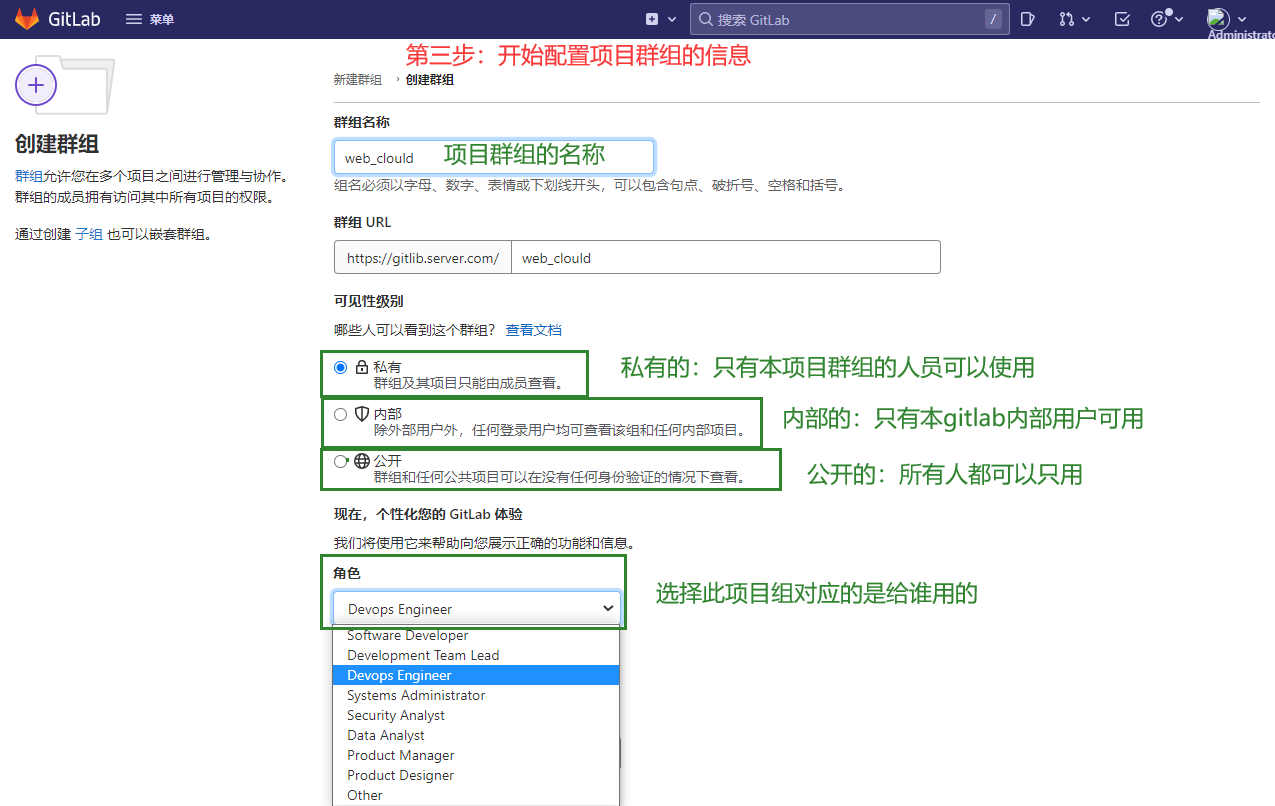 GitLab 菜单 搜索 GitLab /
Administrato
第三步：开始配置项目群组的信息
新建群组 › 创建群组
创建群组
群组允许您在多个项目之间进行管理与协作。
群组的成员拥有访问其中所有项目的权限。
通过创建 子组 也可以嵌套群组。
群组名称
web_clould 项目群组的名称
组名必须以字母、数字、表情或下划线开头，可以包含句点、破折号、空格和括号。
群组 URL
https://gitlib.server.com/ web_clould
可见性级别
哪些人可以看到这个群组？ 查看文档
私有
群组及其项目只能由成员查看。
私有的：只有本项目群组的人员可以使用
内部
除外部用户外，任何登录用户均可查看该组和任何内部项目。
内部的：只有本gitlab内部用户可用
公开
群组和任何公共项目可以在没有任何身份验证的情况下查看。
公开的：所有人都可以只用
现在，个性化您的 GitLab 体验
我们将使用它来帮助向您展示正确的功能和信息。
角色
Devops Engineer
选择此项目组对应的是给谁用的
Software Developer
Development Team Lead
Devops Engineer
Systems Administrator
Security Analyst
Data Analyst
Product Manager
Product Designer
Other